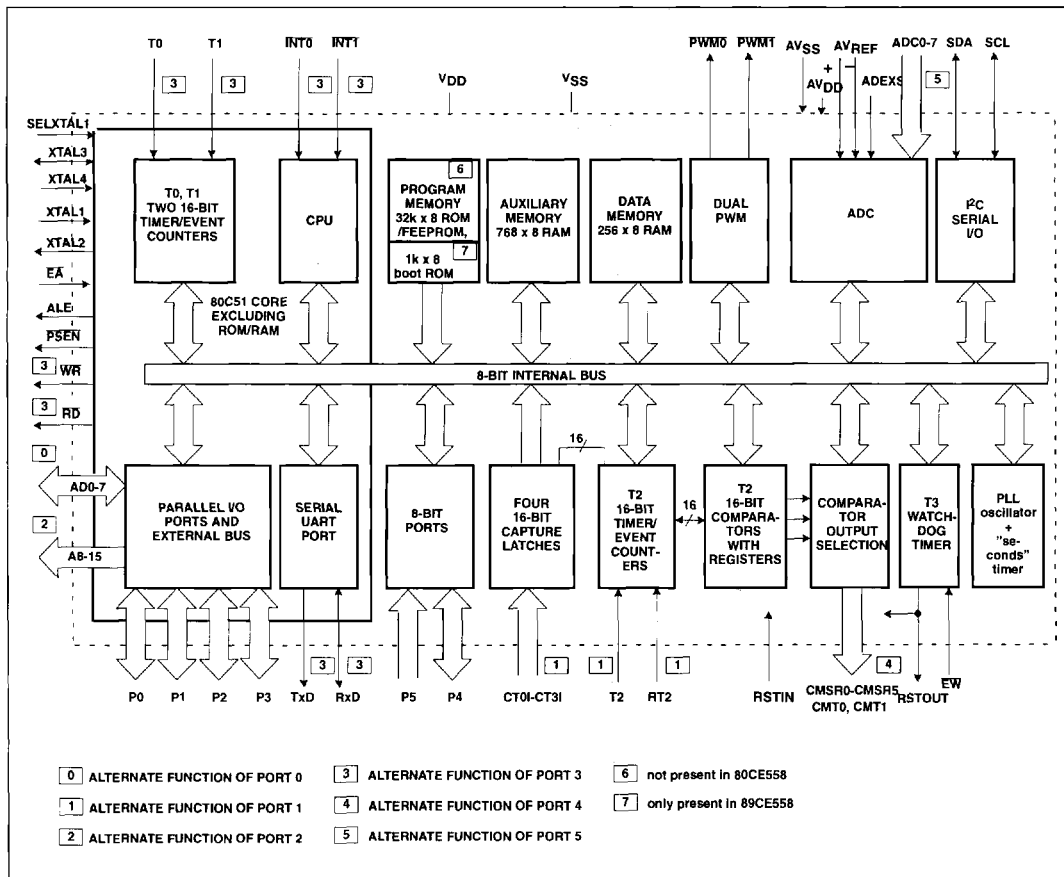 T0
T1
INT0
INT1
PWM0
PWM1
AVSS
AVREF
ADC0-7
SDA
SCL
3
3
3
3
VDD
VSS
+
−
AVDD
ADEXS
5
SELXTAL1
XTAL3
XTAL4
XTAL1
XTAL2
EA
ALE
PSEN
3 WR
3 RD
0
AD0-7
2
A8-15
T0, T1
TWO 16-BIT
TIMER/EVENT
COUNTERS
CPU
6
PROGRAM
MEMORY
32k x 8 ROM
/FEEPROM,
7
1k x 8
boot ROM
AUXILIARY
MEMORY
768 x 8 RAM
DATA
MEMORY
256 x 8 RAM
DUAL
PWM
ADC
I2C
SERIAL
I/O
80C51 CORE
EXCLUDING
ROM/RAM
8-BIT INTERNAL BUS
16
PARALLEL I/O
PORTS AND
EXTERNAL BUS
SERIAL
UART
PORT
8-BIT
PORTS
FOUR
16-BIT
CAPTURE
LATCHES
T2
16-BIT
TIMER/
EVENT
COUNT-
ERS
16
T2
16-BIT
COMPARA-
TORS
WITH
REGISTERS
COMPARA-
TOR
OUTPUT
SELECTION
T3
WATCH-
DOG
TIMER
PLL
oscillator
+
"sec-
onds"
timer
3
3
1
1
1
4
P0
P1
P2
P3
TxD
RxD
P5
P4
CT0I-CT3I
T2
RT2
RSTIN
CMSR0-CMSR5
CMT0, CMT1
RSTOUT
EW
0 ALTERNATE FUNCTION OF PORT 0
3 ALTERNATE FUNCTION OF PORT 3
6 not present in 80CE558
1 ALTERNATE FUNCTION OF PORT 1
4 ALTERNATE FUNCTION OF PORT 4
7 only present in 89CE558
2 ALTERNATE FUNCTION OF PORT 2
5 ALTERNATE FUNCTION OF PORT 5